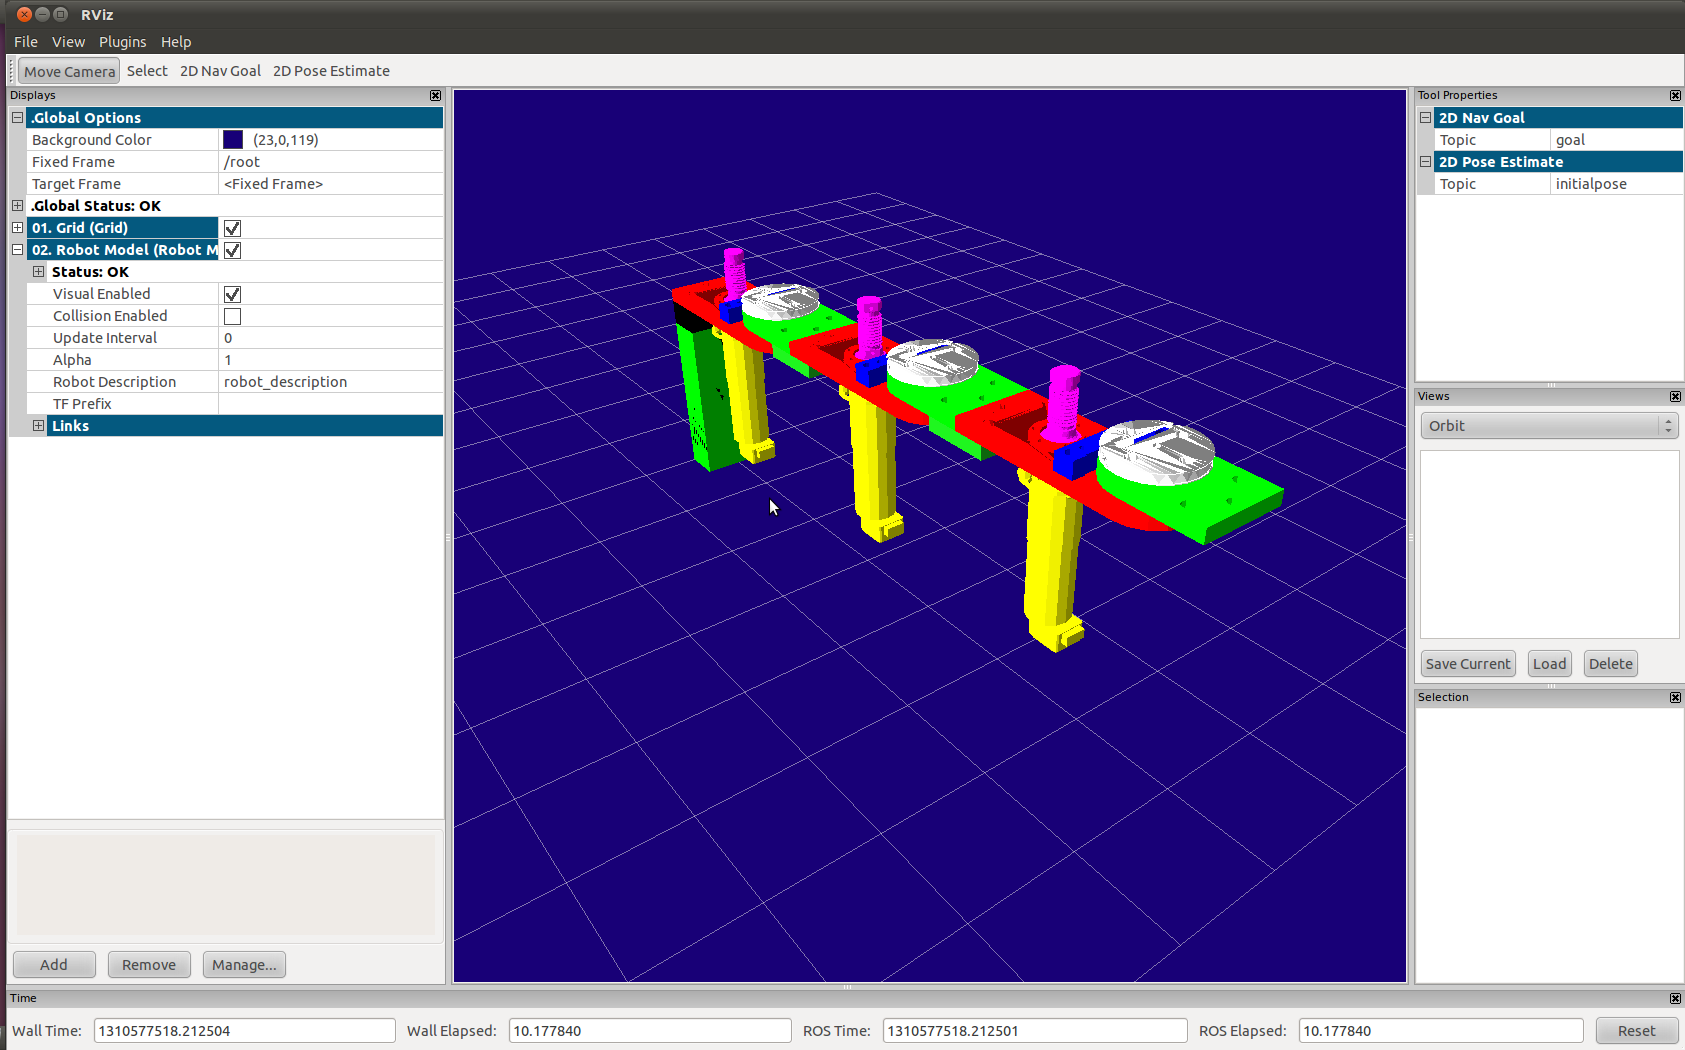 RViz
File View Plugins Help
Move Camera Select 2D Nav Goal 2D Pose Estimate
Displays
.Global Options
Background Color (23,0,119)
Fixed Frame /root
Target Frame <Fixed Frame>
.Global Status: OK
01. Grid (Grid)
02. Robot Model (Robot M
Status: OK
Visual Enabled
Collision Enabled
Update Interval 0
Alpha 1
Robot Description robot_description
TF Prefix
Links
Add Remove Manage...
Tool Properties
2D Nav Goal
Topic goal
2D Pose Estimate
Topic initialpose
Views
Orbit
Save Current Load Delete
Selection
Time
Wall Time: 1310577518.212504 Wall Elapsed: 10.177840 ROS Time: 1310577518.212501 ROS Elapsed: 10.177840 Reset